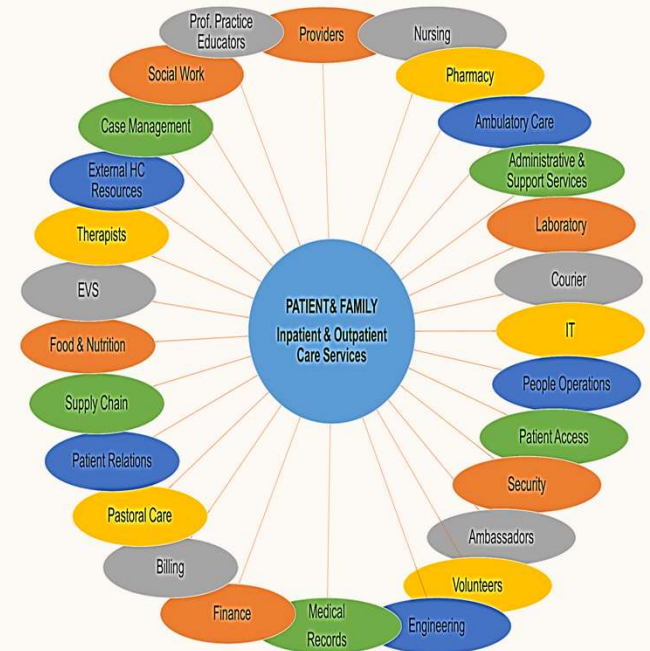 Prof. Practice
Educators
Providers
Nursing
Pharmacy
Ambulatory Care
Administrative &
Support Services
Laboratory
Courier
IT
People Operations
Patient Access
Security
Ambassadors
Volunteers
Engineering
Medical
Records
Finance
Billing
Pastoral Care
Patient Relations
Supply Chain
Food & Nutrition
EVS
Therapists
External HC
Resources
Case Management
Social Work
PATIENT& FAMILY
Inpatient & Outpatient
Care Services